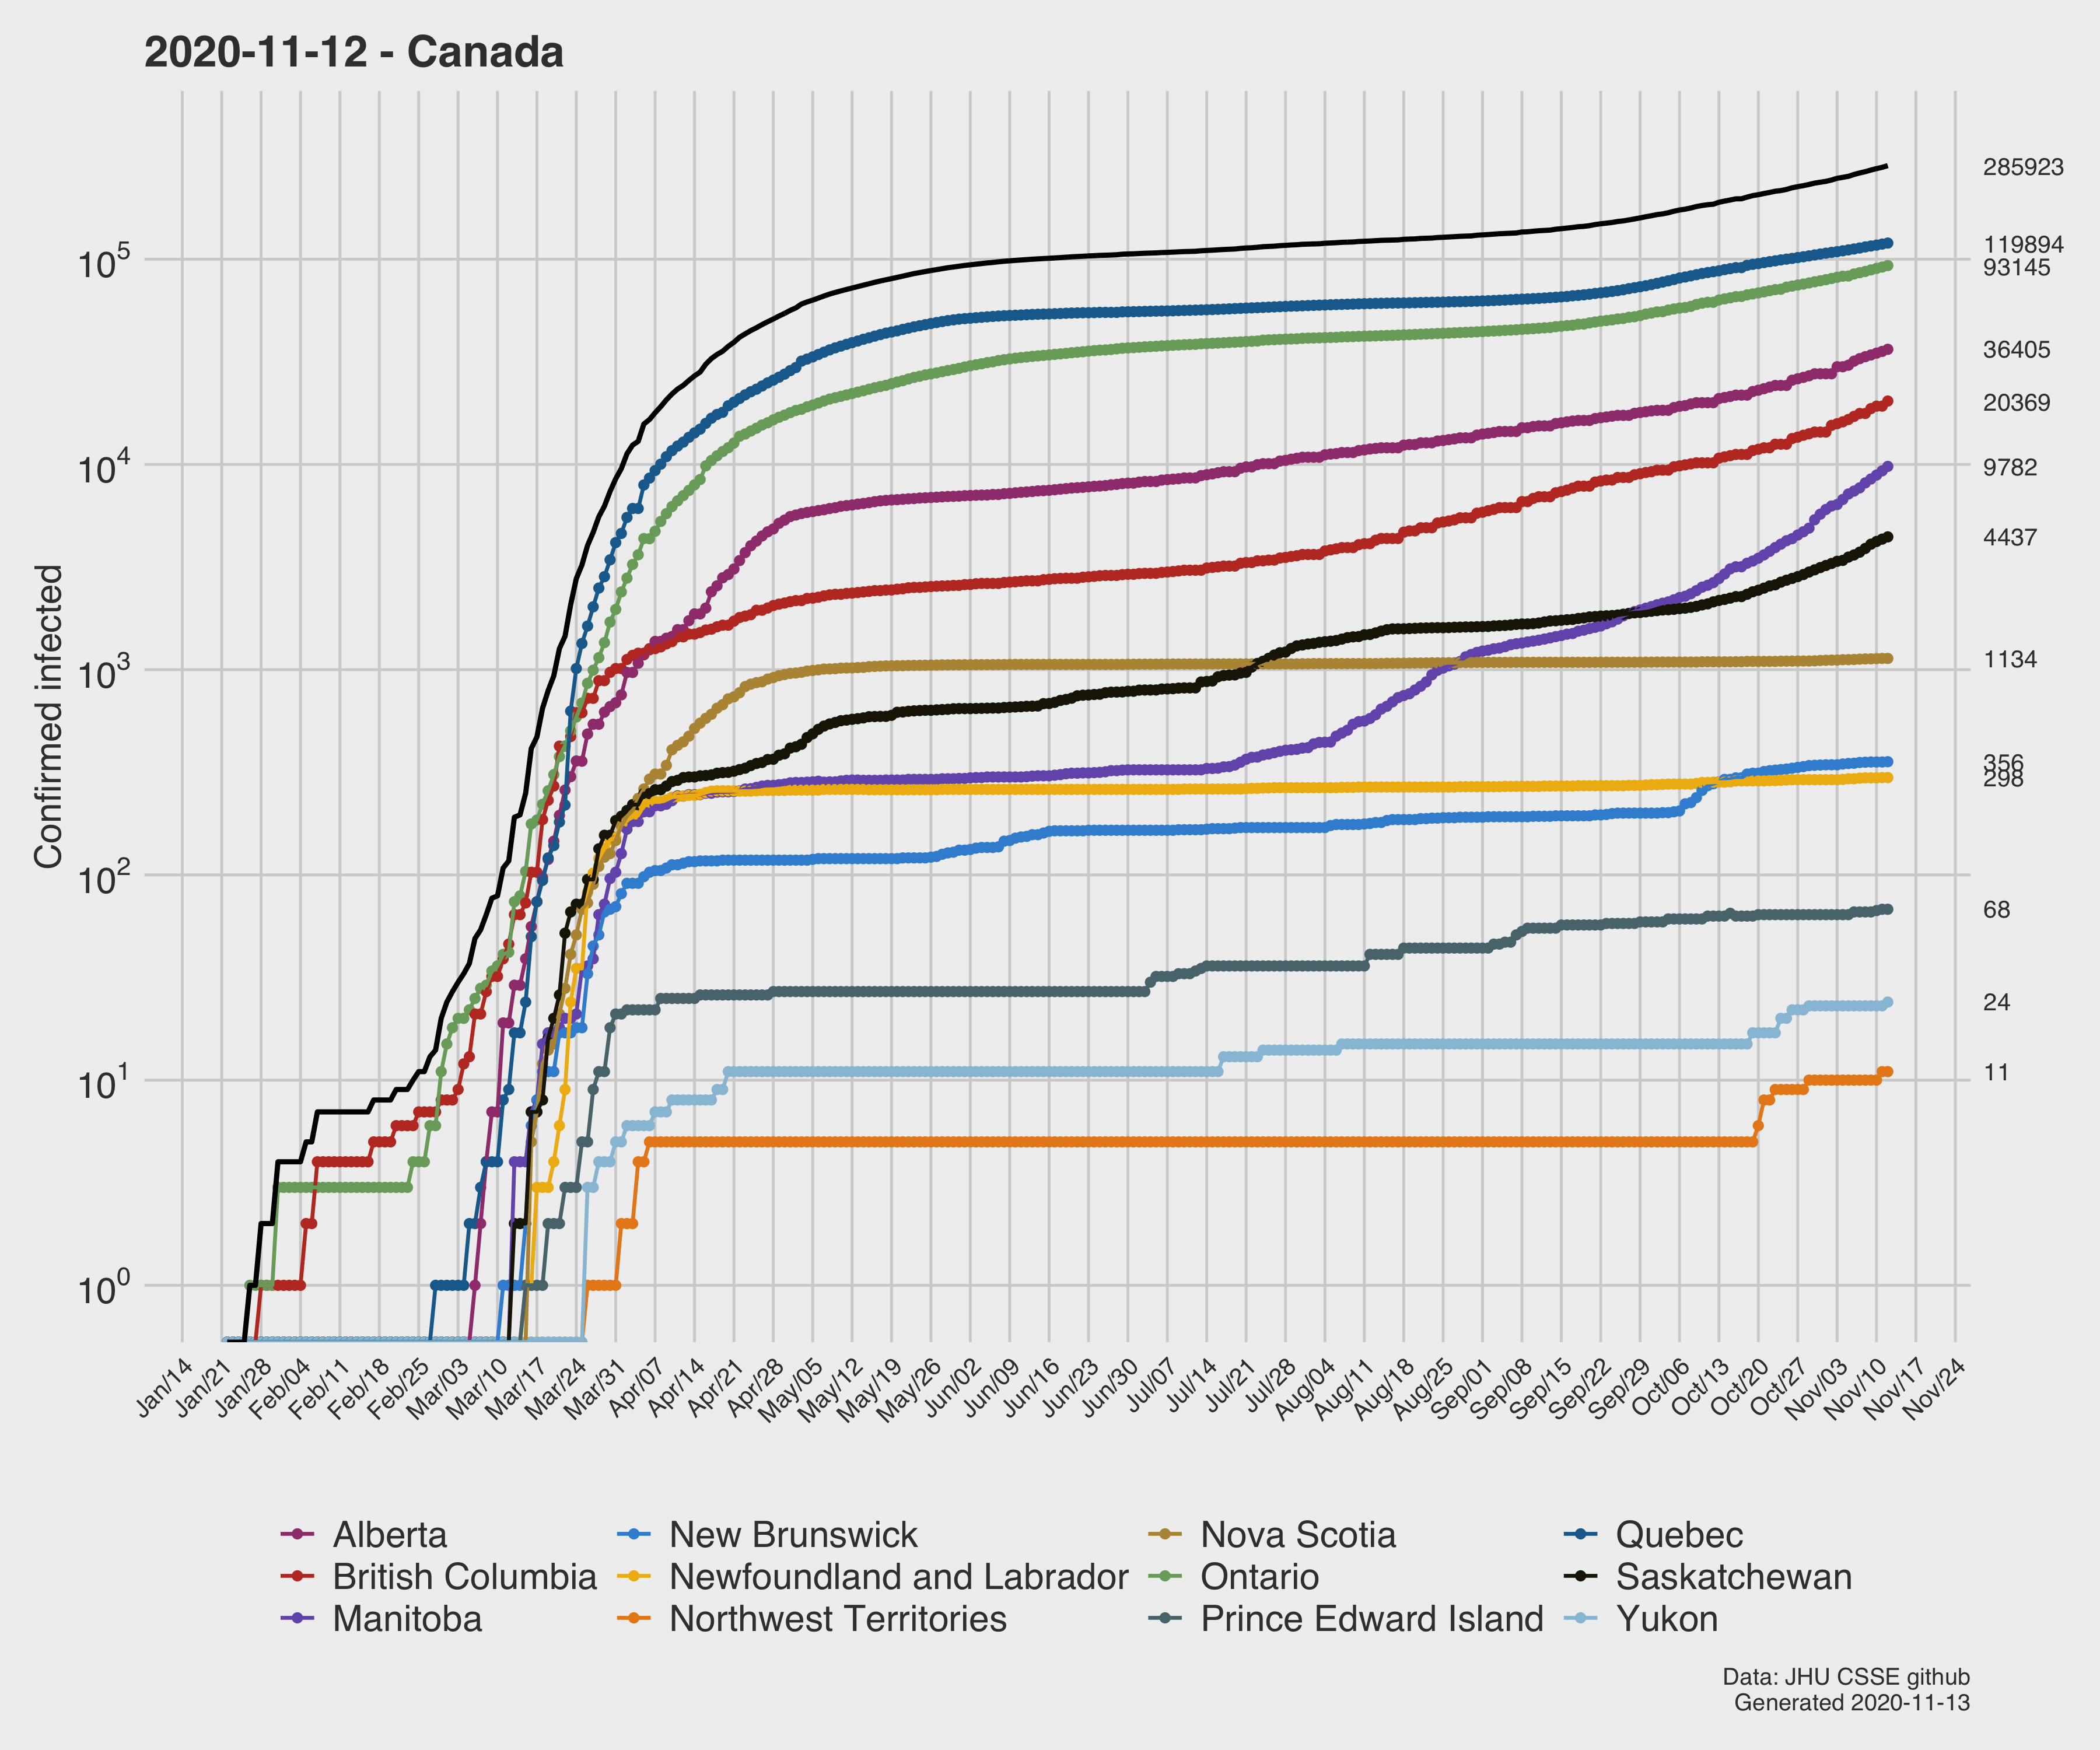 2020-11-12 - Canada
Confirmed infected
10^5
10^4
10^3
10^2
10^1
10^0
285923
119894
93145
36405
20369
9782
4437
1134
356
298
68
24
11
Jan/14
Jan/21
Jan/28
Feb/04
Feb/11
Feb/18
Feb/25
Mar/03
Mar/10
Mar/17
Mar/24
Mar/31
Apr/07
Apr/14
Apr/21
Apr/28
May/05
May/12
May/19
May/26
Jun/02
Jun/09
Jun/16
Jun/23
Jun/30
Jul/07
Jul/14
Jul/21
Jul/28
Aug/04
Aug/11
Aug/18
Aug/25
Sep/01
Sep/08
Sep/15
Sep/22
Sep/29
Oct/06
Oct/13
Oct/20
Oct/27
Nov/03
Nov/10
Nov/17
Nov/24
Alberta
British Columbia
Manitoba
New Brunswick
Newfoundland and Labrador
Northwest Territories
Nova Scotia
Ontario
Prince Edward Island
Quebec
Saskatchewan
Yukon
Data: JHU CSSE github
Generated 2020-11-13